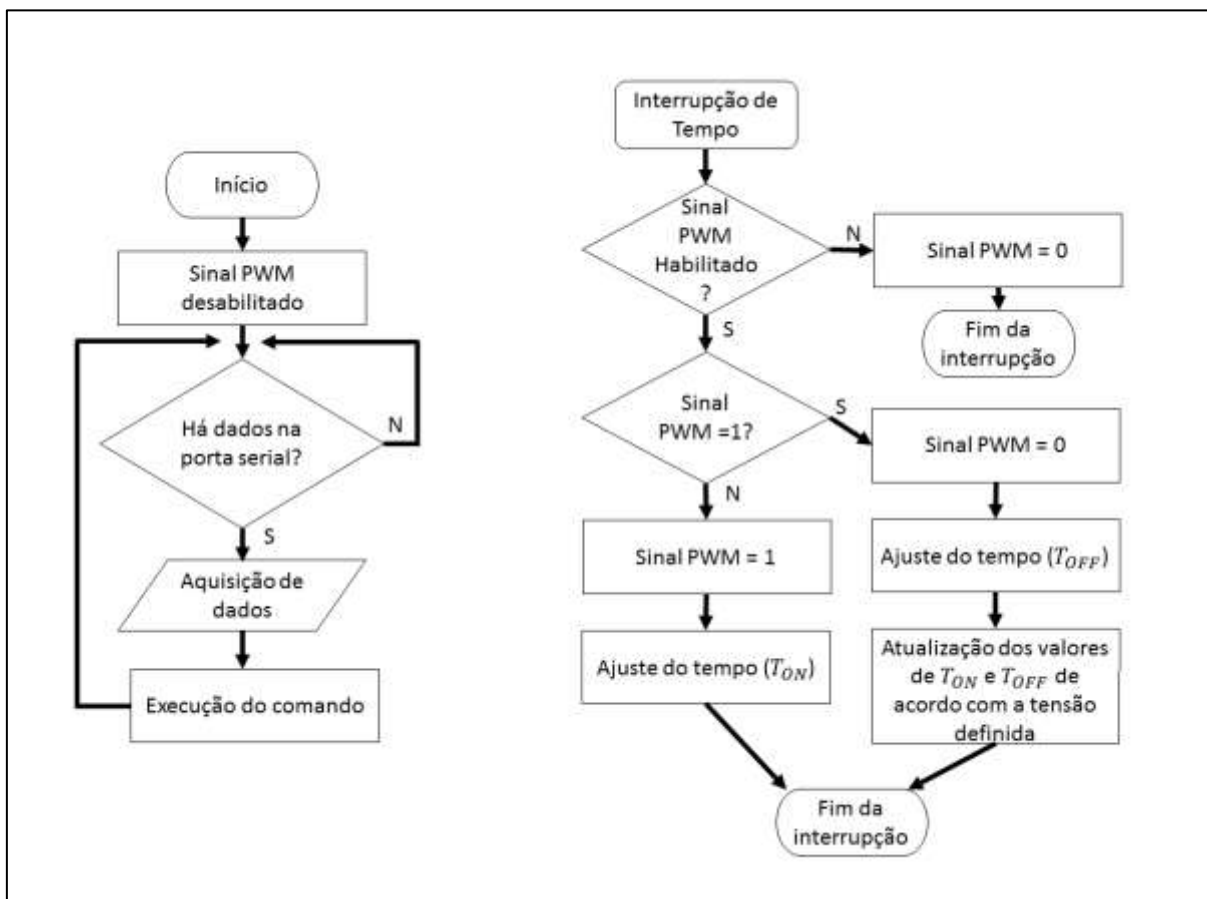 Início
Sinal PWM
desabilitado
Há dados na
porta serial?
N
S
Aquisição de
dados
Execução do comando
Interrupção de
Tempo
Sinal
PWM
Habilitado
?
N
Sinal PWM = 0
Fim da
interrupção
S
Sinal
PWM =1?
S
Sinal PWM = 0
Ajuste do tempo (T_OFF)
Atualização dos valores
de T_ON e T_OFF de
acordo com a tensão
definida
N
Sinal PWM = 1
Ajuste do tempo (T_ON)
Fim da
interrupção